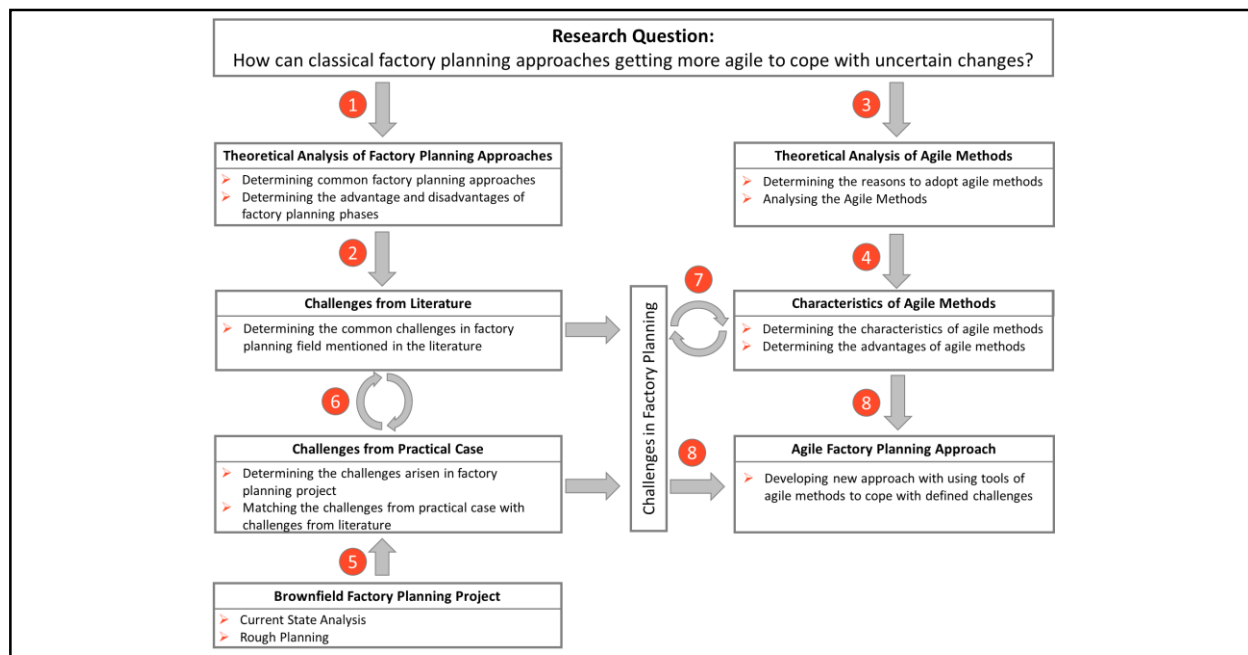 Research Question:
How can classical factory planning approaches getting more agile to cope with uncertain changes?
1
3
Theoretical Analysis of Factory Planning Approaches
➢ Determining common factory planning approaches
➢ Determining the advantage and disadvantages of
factory planning phases
Theoretical Analysis of Agile Methods
➢ Determining the reasons to adopt agile methods
➢ Analysing the Agile Methods
2
4
Challenges from Literature
➢ Determining the common challenges in factory
planning field mentioned in the literature
Challenges in Factory Planning
7
Characteristics of Agile Methods
➢ Determining the characteristics of agile methods
➢ Determining the advantages of agile methods
6
8
Challenges from Practical Case
➢ Determining the challenges arisen in factory
planning project
➢ Matching the challenges from practical case with
challenges from literature
8
Agile Factory Planning Approach
➢ Developing new approach with using tools of
agile methods to cope with defined challenges
5
Brownfield Factory Planning Project
➢ Current State Analysis
➢ Rough Planning